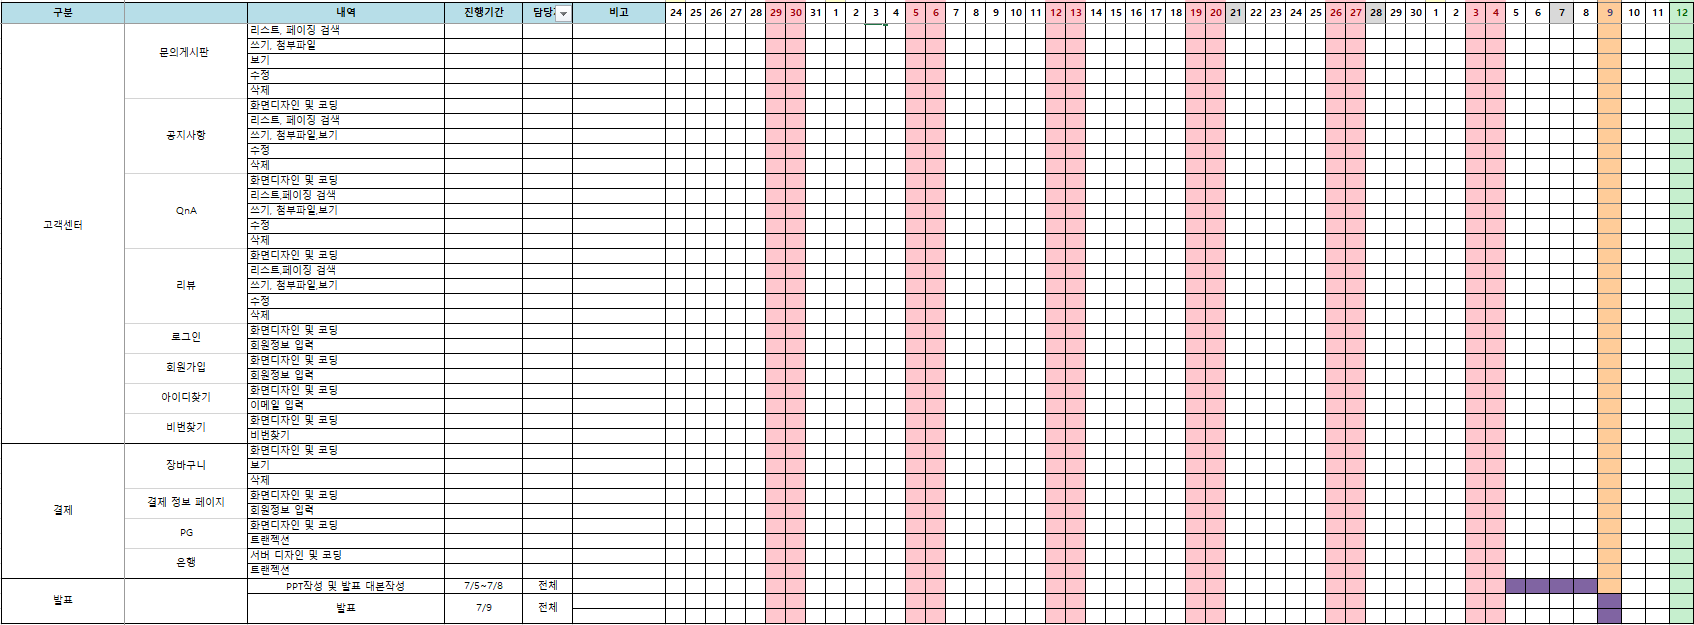 구분 내역 진행기간 담당 비고 24 25 26 27 28 29 30 31 1 2 3 4 5 6 7 8 9 10 11 12 13 14 15 16 17 18 19 20 21 22 23 24 25 26 27 28 29 30 1 2 3 4 5 6 7 8 9 10 11 12
고객센터
문의게시판
리스트, 페이징 검색
쓰기, 첨부파일
보기
수정
삭제
공지사항
화면디자인 및 코딩
리스트, 페이징 검색
쓰기, 첨부파일,보기
수정
삭제
QnA
화면디자인 및 코딩
리스트,페이징 검색
쓰기, 첨부파일,보기
수정
삭제
리뷰
화면디자인 및 코딩
리스트,페이징 검색
쓰기, 첨부파일,보기
수정
삭제
로그인
화면디자인 및 코딩
회원정보 입력
회원가입
화면디자인 및 코딩
회원정보 입력
아이디찾기
화면디자인 및 코딩
이메일 입력
비번찾기
화면디자인 및 코딩
비번찾기
결제
장바구니
화면디자인 및 코딩
보기
삭제
결제 정보 페이지
화면디자인 및 코딩
회원정보 입력
PG
화면디자인 및 코딩
트랜젝션
은행
서버 디자인 및 코딩
트랜젝션
발표
PPT작성 및 발표 대본작성 7/5~7/8 전체
발표 7/9 전체